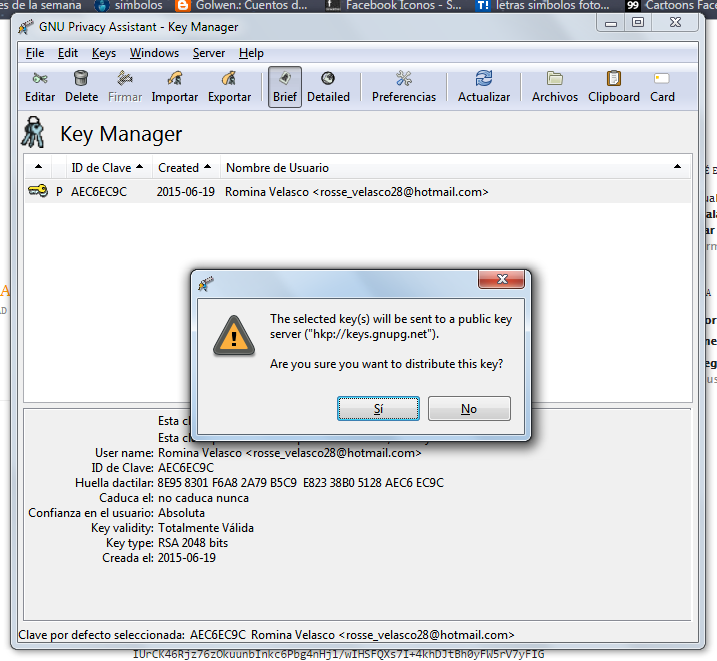 es de la semana símbolos Golwen.: Cuentos d... Facebook Iconos - S... letras simbolos foto... Cartoons Face
GNU Privacy Assistant - Key Manager
File Edit Keys Windows Server Help
Editar Delete Firmar Importar Exportar Brief Detailed Preferencias Actualizar Archivos Clipboard Card
Key Manager
ID de Clave Created Nombre de Usuario
P AEC6EC9C 2015-06-19 Romina Velasco <rosse_velasco28@hotmail.com>
The selected key(s) will be sent to a public key
server ("hkp://keys.gnupg.net").
Are you sure you want to distribute this key?
Sí No
Esta cl
Esta cl
User name: Romina Velasco <rosse_velasco28@hotmail.com>
ID de Clave: AEC6EC9C
Huella dactilar: 8E95 8301 F6A8 2A79 B5C9 E823 38B0 5128 AEC6 EC9C
Caduca el: no caduca nunca
Confianza en el usuario: Absoluta
Key validity: Totalmente Válida
Key type: RSA 2048 bits
Creada el: 2015-06-19
Clave por defecto seleccionada: AEC6EC9C Romina Velasco <rosse_velasco28@hotmail.com>